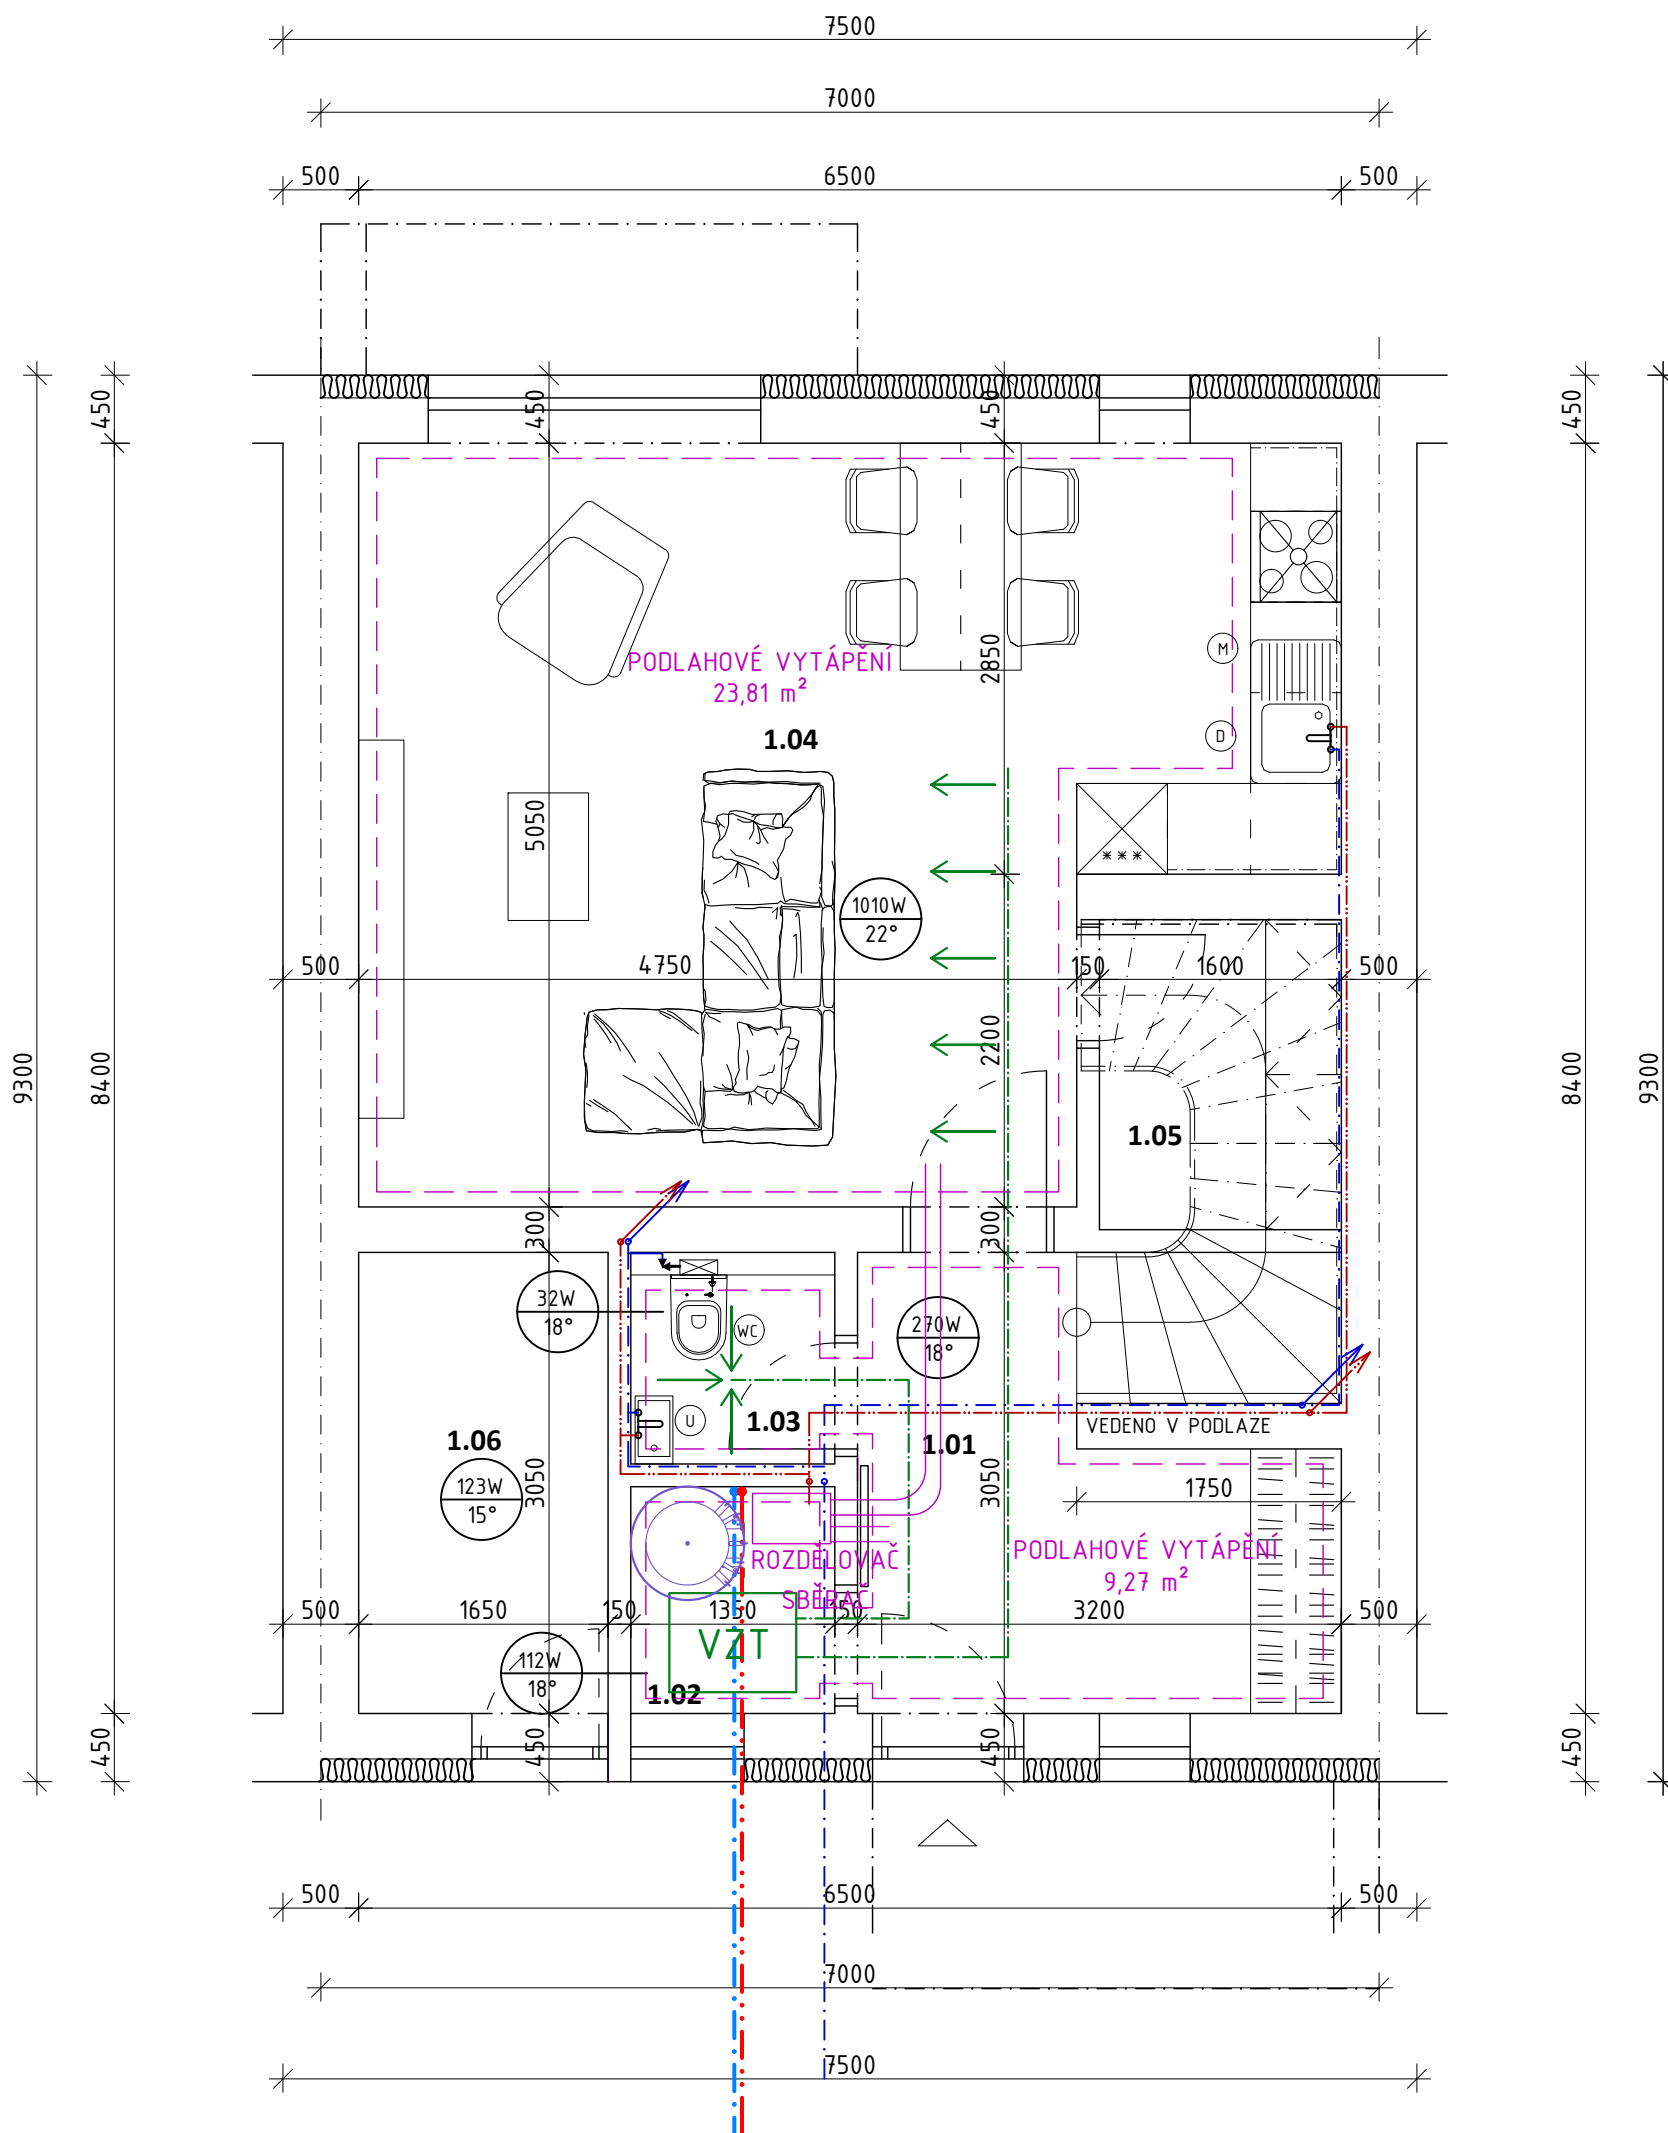 7500
7000
500 6500 500
450 450 450 450
PODLAHOVÉ VYTÁPĚNÍ
23,81 m²
2850
M
D
1.04
5050
1010W
22°
500 4750 150 1600 500
9300 8400 2200 8400 9300
1.05
300 300
32W
18°
WC
270W
18°
U
1.03
VEDENO V PODLAZE
1.06
1.01
123W
15°
3050 3050
1750
ROZDĚLOVAČ
SBĚRAČ
PODLAHOVÉ VYTÁPĚNÍ
9,27 m²
500 1650 150 1350 150 3200 500
VZT
112W
18°
1.02
450 450 450 450
500 6500 500
7000
7500